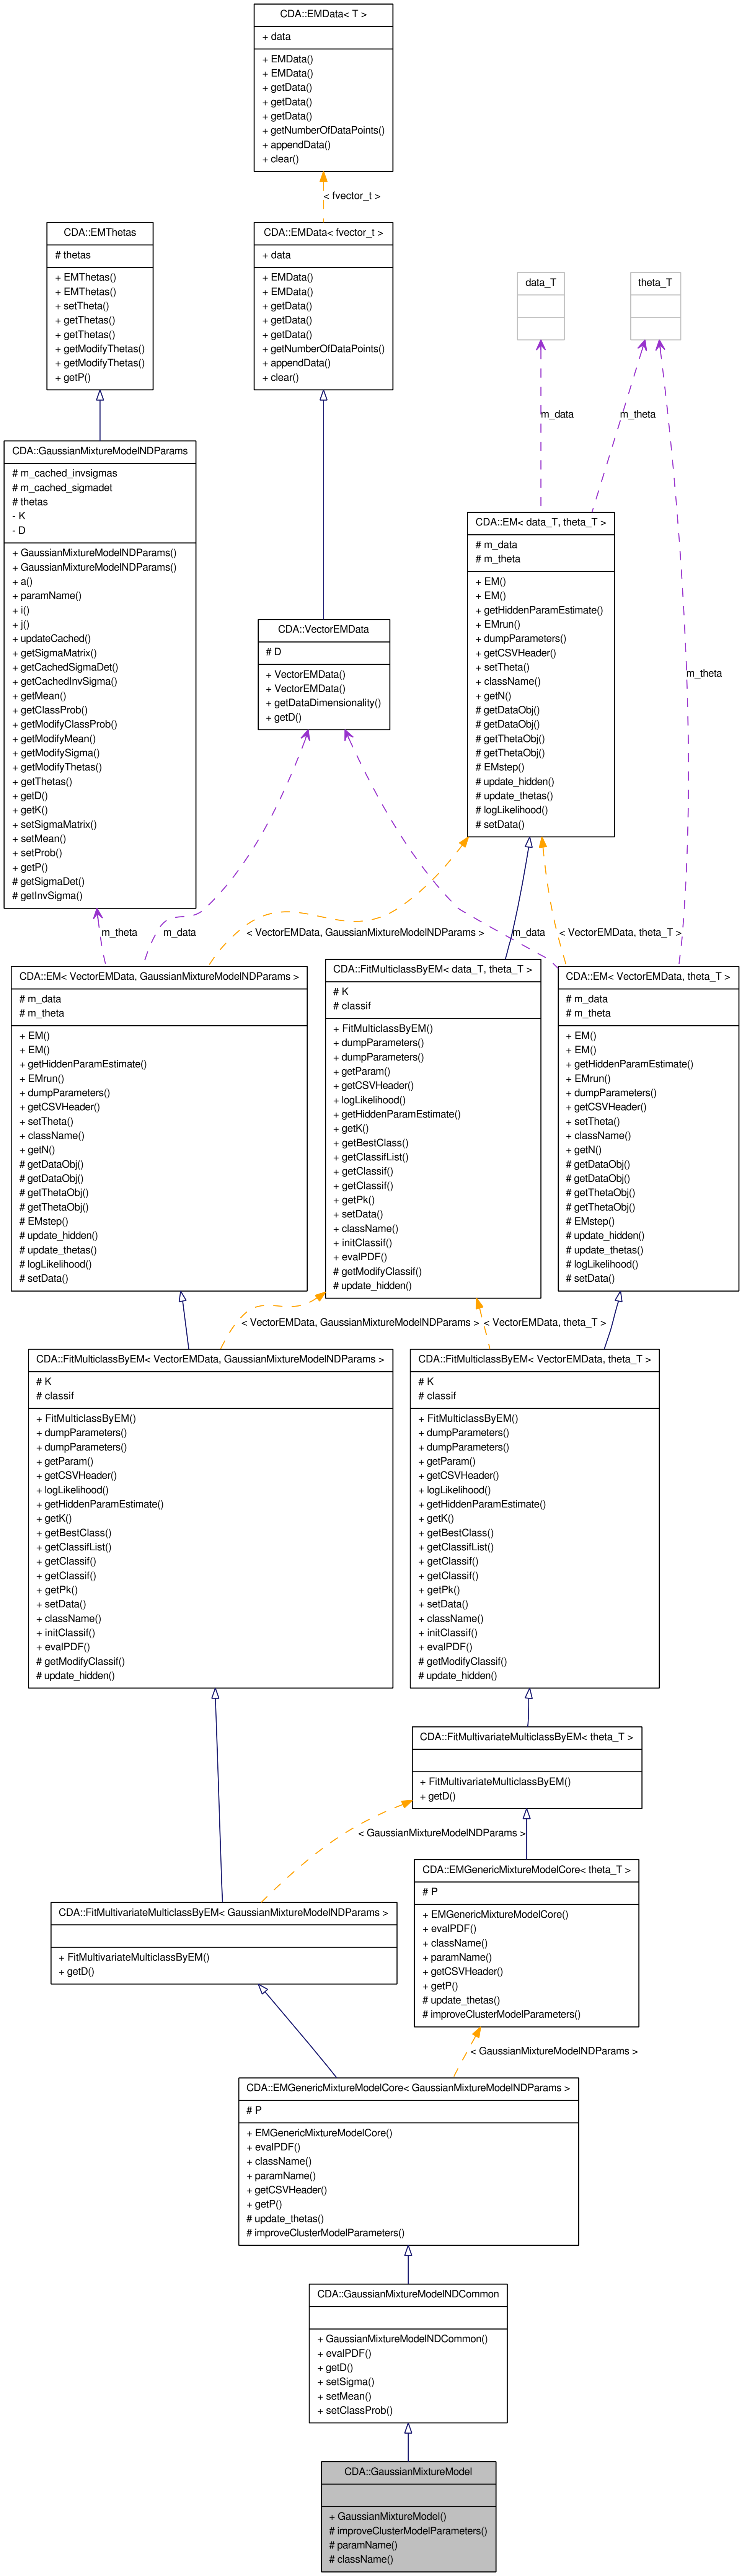 CDA::EMData< T >
+ data
+ EMData()
+ EMData()
+ getData()
+ getData()
+ getData()
+ getNumberOfDataPoints()
+ appendData()
+ clear()
< fvector_t >
CDA::EMThetas
# thetas
+ EMThetas()
+ EMThetas()
+ setTheta()
+ getThetas()
+ getThetas()
+ getModifyThetas()
+ getModifyThetas()
+ getP()
CDA::EMData< fvector_t >
+ data
+ EMData()
+ EMData()
+ getData()
+ getData()
+ getData()
+ getNumberOfDataPoints()
+ appendData()
+ clear()
data_T
theta_T
m_data
m_theta
CDA::GaussianMixtureModelNDParams
# m_cached_invsigmas
# m_cached_sigmadet
# thetas
- K
- D
+ GaussianMixtureModelNDParams()
+ GaussianMixtureModelNDParams()
+ a()
+ paramName()
+ i()
+ j()
+ updateCached()
+ getSigmaMatrix()
+ getCachedSigmaDet()
+ getCachedInvSigma()
+ getMean()
+ getClassProb()
+ getModifyClassProb()
+ getModifyMean()
+ getModifySigma()
+ getModifyThetas()
+ getThetas()
+ getD()
+ getK()
+ setSigmaMatrix()
+ setMean()
+ setProb()
+ getP()
# getSigmaDet()
# getInvSigma()
CDA::VectorEMData
# D
+ VectorEMData()
+ VectorEMData()
+ getDataDimensionality()
+ getD()
CDA::EM< data_T, theta_T >
# m_data
# m_theta
+ EM()
+ EM()
+ getHiddenParamEstimate()
+ EMrun()
+ dumpParameters()
+ getCSVHeader()
+ setTheta()
+ className()
+ getN()
# getDataObj()
# getDataObj()
# getThetaObj()
# getThetaObj()
# EMstep()
# update_hidden()
# update_thetas()
# logLikelihood()
# setData()
m_theta
m_theta
m_data
< VectorEMData, GaussianMixtureModelNDParams >
m_data
< VectorEMData, theta_T >
CDA::EM< VectorEMData, GaussianMixtureModelNDParams >
# m_data
# m_theta
+ EM()
+ EM()
+ getHiddenParamEstimate()
+ EMrun()
+ dumpParameters()
+ getCSVHeader()
+ setTheta()
+ className()
+ getN()
# getDataObj()
# getDataObj()
# getThetaObj()
# getThetaObj()
# EMstep()
# update_hidden()
# update_thetas()
# logLikelihood()
# setData()
CDA::FitMulticlassByEM< data_T, theta_T >
# K
# classif
+ FitMulticlassByEM()
+ dumpParameters()
+ dumpParameters()
+ getParam()
+ getCSVHeader()
+ logLikelihood()
+ getHiddenParamEstimate()
+ getK()
+ getBestClass()
+ getClassifList()
+ getClassif()
+ getClassif()
+ getPk()
+ setData()
+ className()
+ initClassif()
+ evalPDF()
# getModifyClassif()
# update_hidden()
CDA::EM< VectorEMData, theta_T >
# m_data
# m_theta
+ EM()
+ EM()
+ getHiddenParamEstimate()
+ EMrun()
+ dumpParameters()
+ getCSVHeader()
+ setTheta()
+ className()
+ getN()
# getDataObj()
# getDataObj()
# getThetaObj()
# getThetaObj()
# EMstep()
# update_hidden()
# update_thetas()
# logLikelihood()
# setData()
< VectorEMData, GaussianMixtureModelNDParams >
< VectorEMData, theta_T >
CDA::FitMulticlassByEM< VectorEMData, GaussianMixtureModelNDParams >
# K
# classif
+ FitMulticlassByEM()
+ dumpParameters()
+ dumpParameters()
+ getParam()
+ getCSVHeader()
+ logLikelihood()
+ getHiddenParamEstimate()
+ getK()
+ getBestClass()
+ getClassifList()
+ getClassif()
+ getClassif()
+ getPk()
+ setData()
+ className()
+ initClassif()
+ evalPDF()
# getModifyClassif()
# update_hidden()
CDA::FitMulticlassByEM< VectorEMData, theta_T >
# K
# classif
+ FitMulticlassByEM()
+ dumpParameters()
+ dumpParameters()
+ getParam()
+ getCSVHeader()
+ logLikelihood()
+ getHiddenParamEstimate()
+ getK()
+ getBestClass()
+ getClassifList()
+ getClassif()
+ getClassif()
+ getPk()
+ setData()
+ className()
+ initClassif()
+ evalPDF()
# getModifyClassif()
# update_hidden()
CDA::FitMultivariateMulticlassByEM< theta_T >
+ FitMultivariateMulticlassByEM()
+ getD()
< GaussianMixtureModelNDParams >
CDA::EMGenericMixtureModelCore< theta_T >
# P
+ EMGenericMixtureModelCore()
+ evalPDF()
+ className()
+ paramName()
+ getCSVHeader()
+ getP()
# update_thetas()
# improveClusterModelParameters()
CDA::FitMultivariateMulticlassByEM< GaussianMixtureModelNDParams >
+ FitMultivariateMulticlassByEM()
+ getD()
< GaussianMixtureModelNDParams >
CDA::EMGenericMixtureModelCore< GaussianMixtureModelNDParams >
# P
+ EMGenericMixtureModelCore()
+ evalPDF()
+ className()
+ paramName()
+ getCSVHeader()
+ getP()
# update_thetas()
# improveClusterModelParameters()
CDA::GaussianMixtureModelNDCommon
+ GaussianMixtureModelNDCommon()
+ evalPDF()
+ getD()
+ setSigma()
+ setMean()
+ setClassProb()
CDA::GaussianMixtureModel
+ GaussianMixtureModel()
# improveClusterModelParameters()
# paramName()
# className()